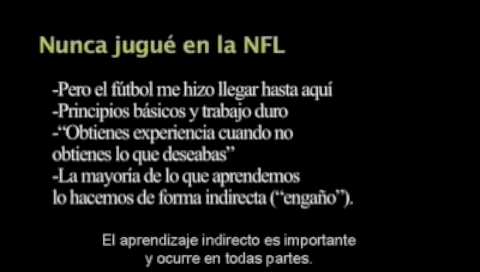 Nunca jugué en la NFL
-Pero el fútbol me hizo llegar hasta aquí
-Principios básicos y trabajo duro
-“Obtienes experiencia cuando no
obtienes lo que deseabas”
-La mayoría de lo que aprendemos
lo hacemos de forma indirecta (“engaño”).
El aprendizaje indirecto es importante
y ocurre en todas partes.